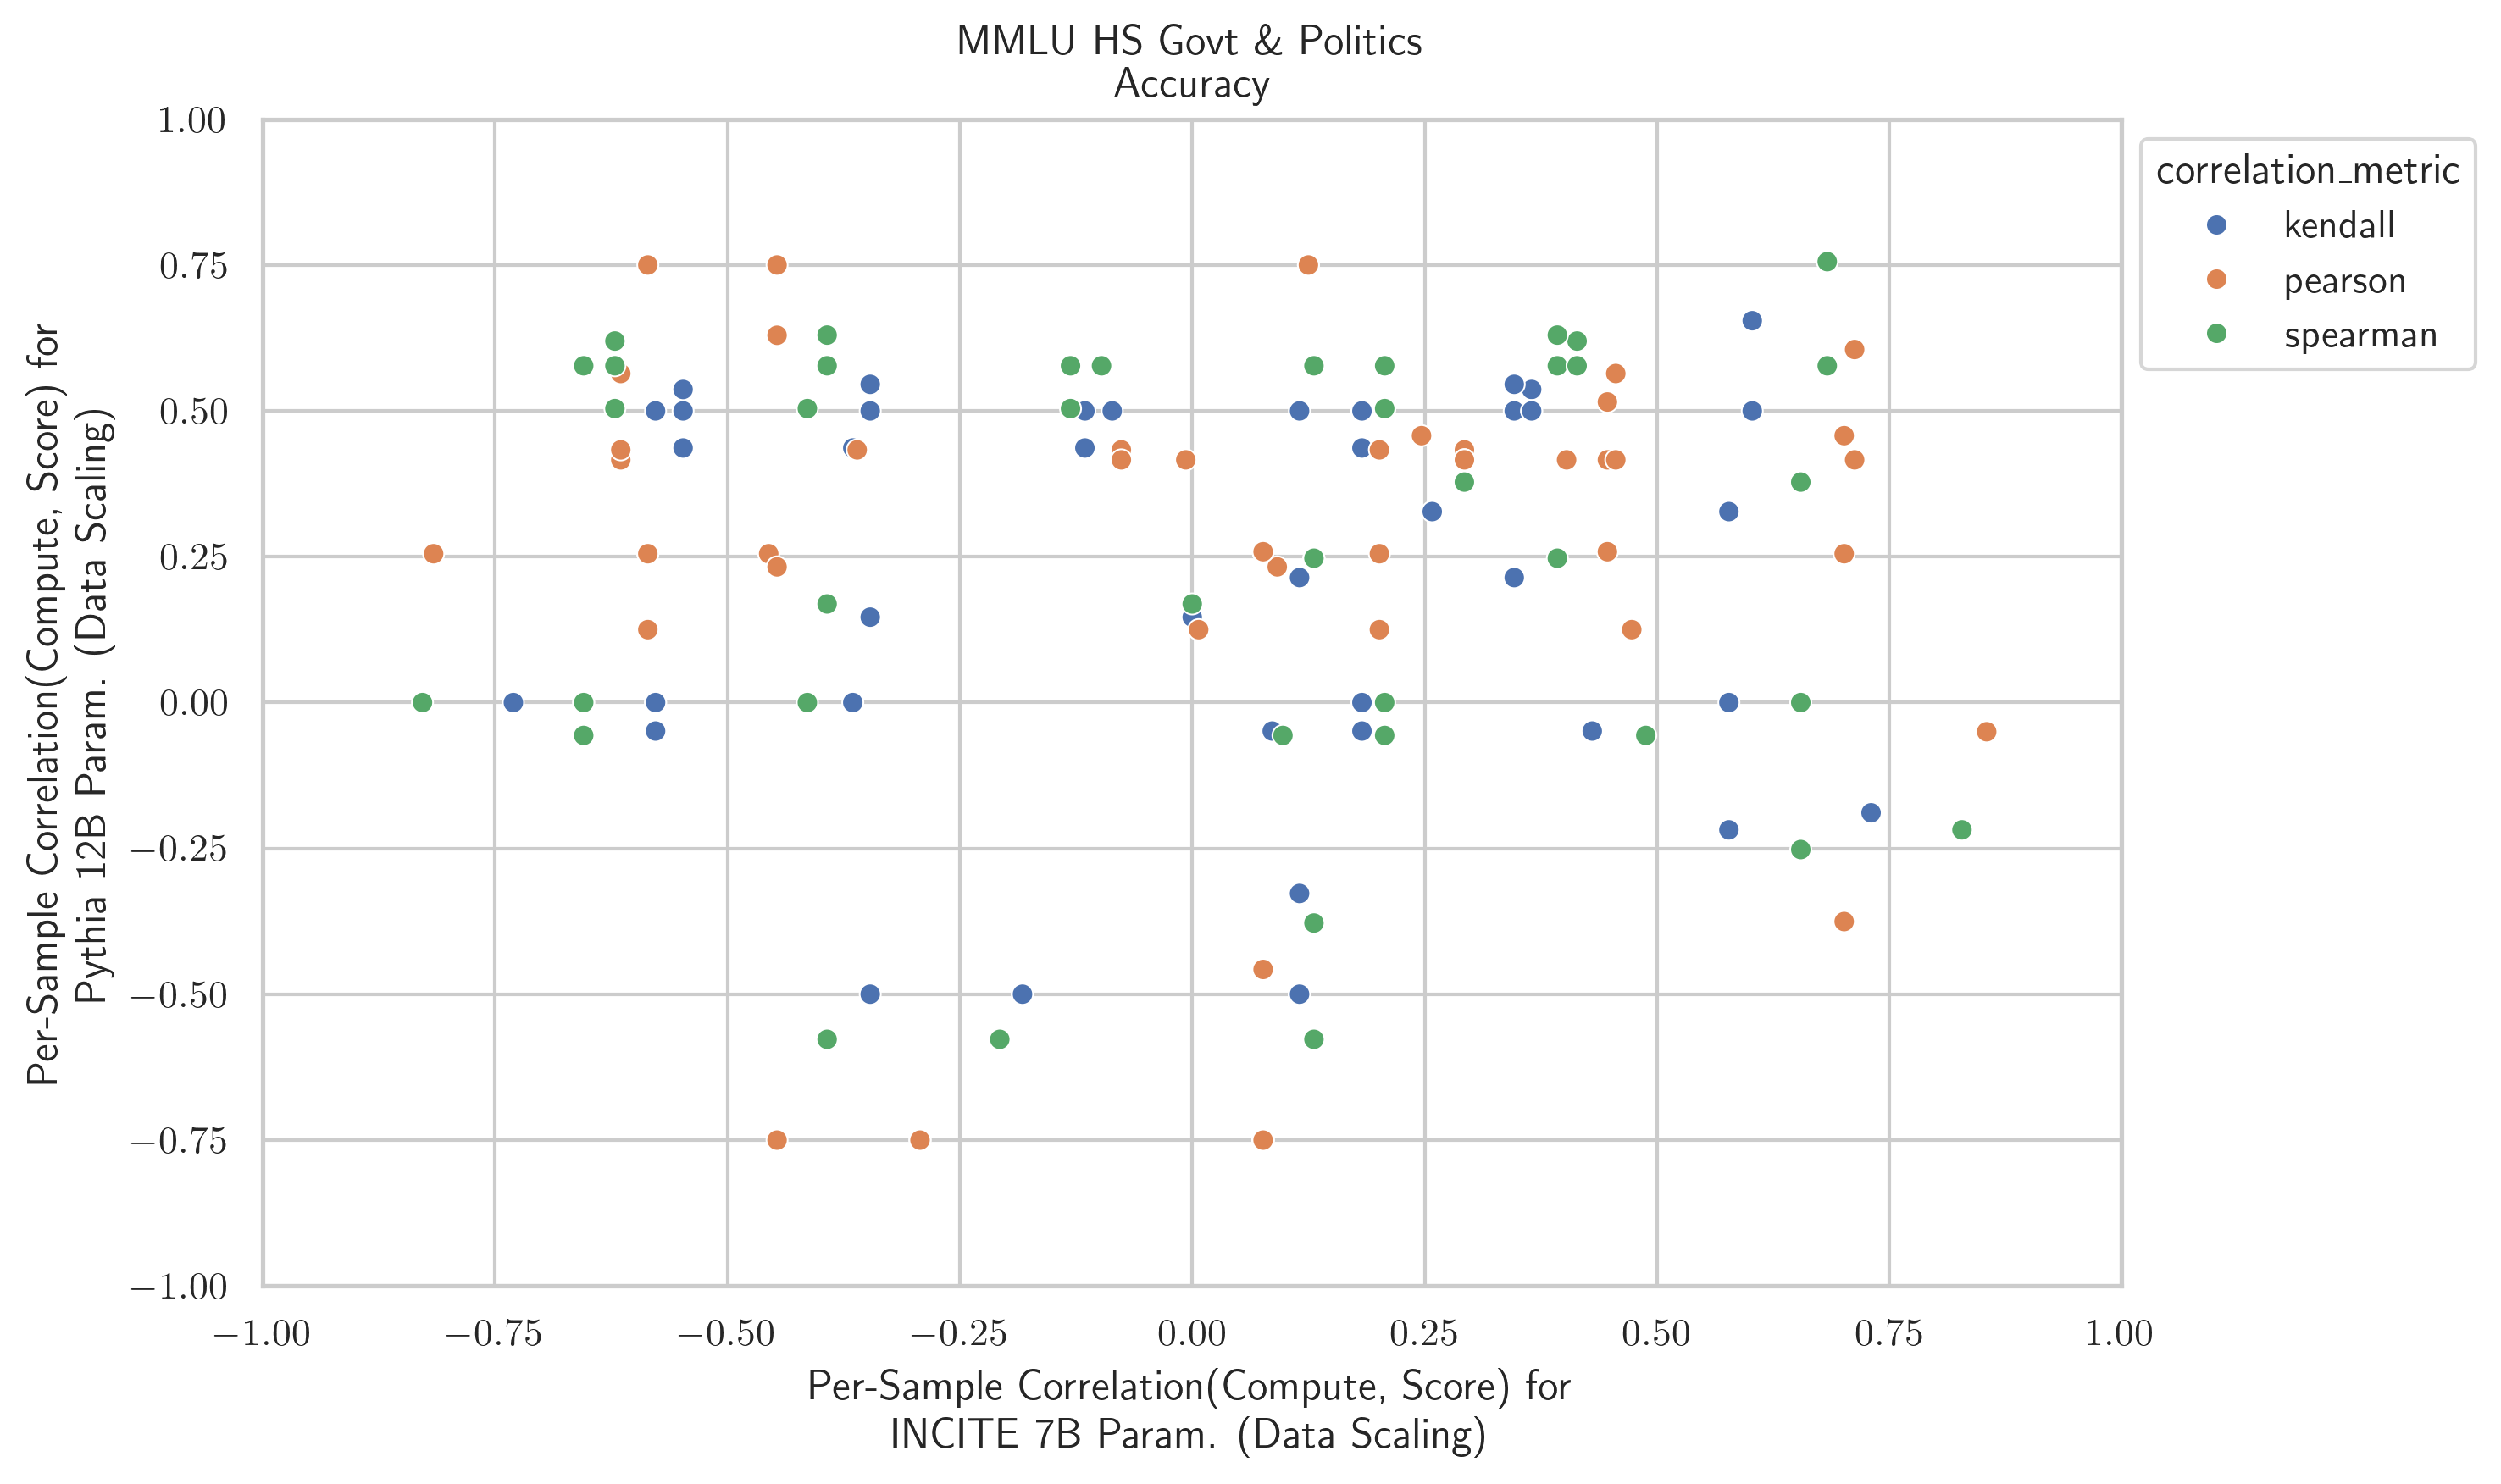 MMLU HS Govt & Politics
Accuracy
1.00
0.75
0.50
0.25
0.00
−0.25
−0.50
−0.75
−1.00
Per-Sample Correlation(Compute, Score) for
Pythia 12B Param. (Data Scaling)
correlation_metric
kendall
pearson
spearman
−1.00 −0.75 −0.50 −0.25 0.00 0.25 0.50 0.75 1.00
Per-Sample Correlation(Compute, Score) for
INCITE 7B Param. (Data Scaling)